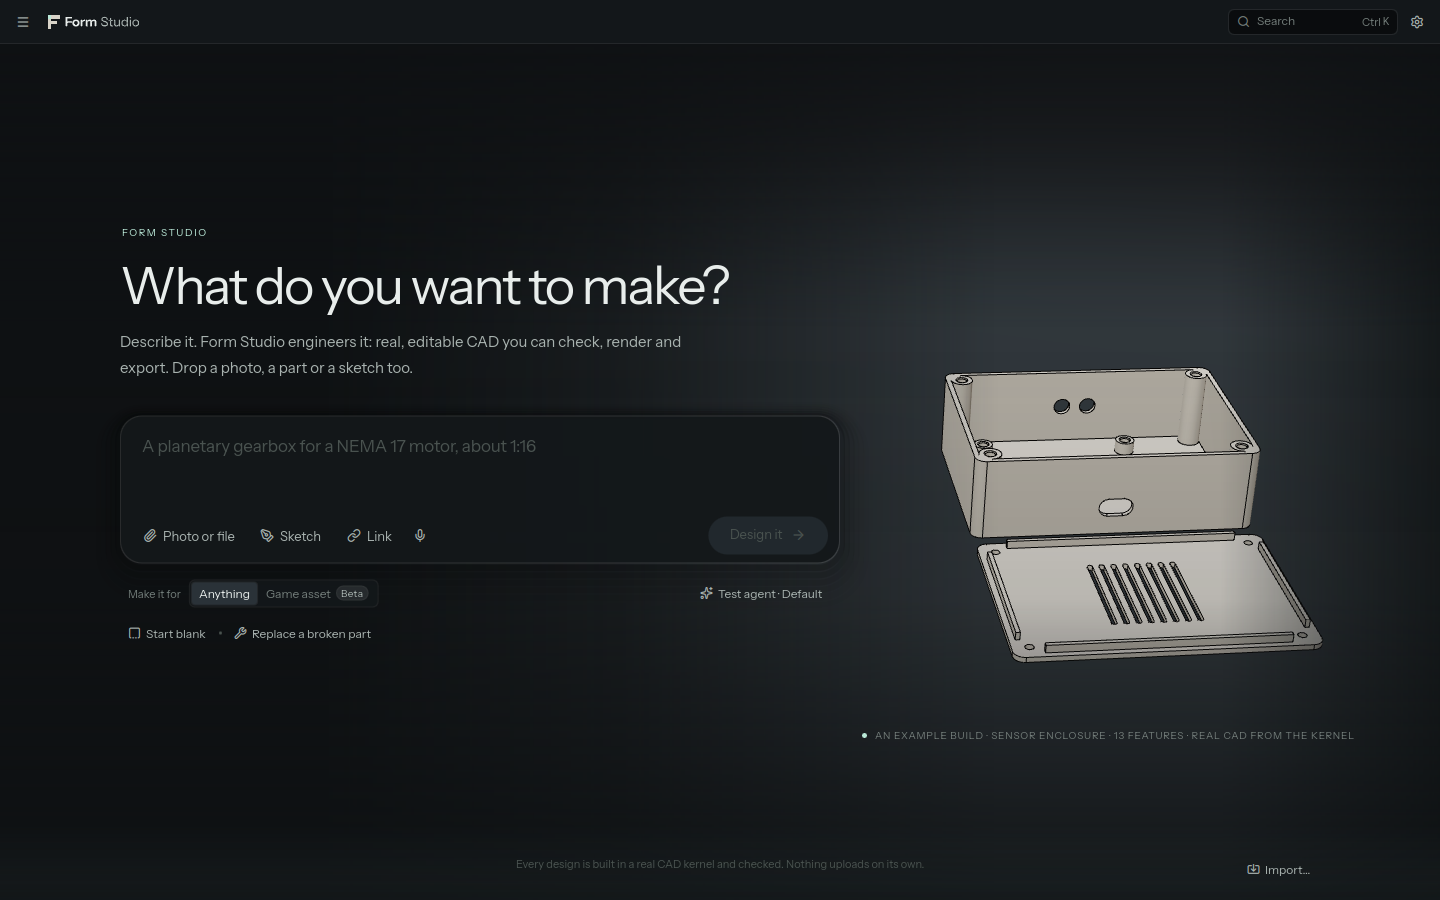 Form Studio
Search
Ctrl K
FORM STUDIO
What do you want to make?
Describe it. Form Studio engineers it: real, editable CAD you can check, render and
export. Drop a photo, a part or a sketch too.
A planetary gearbox for a NEMA 17 motor, about 1:16
Photo or file
Sketch
Link
Design it
Make it for
Anything
Game asset
Beta
Test agent · Default
Start blank
Replace a broken part
AN EXAMPLE BUILD · SENSOR ENCLOSURE · 13 FEATURES · REAL CAD FROM THE KERNEL
Every design is built in a real CAD kernel and checked. Nothing uploads on its own.
Import...